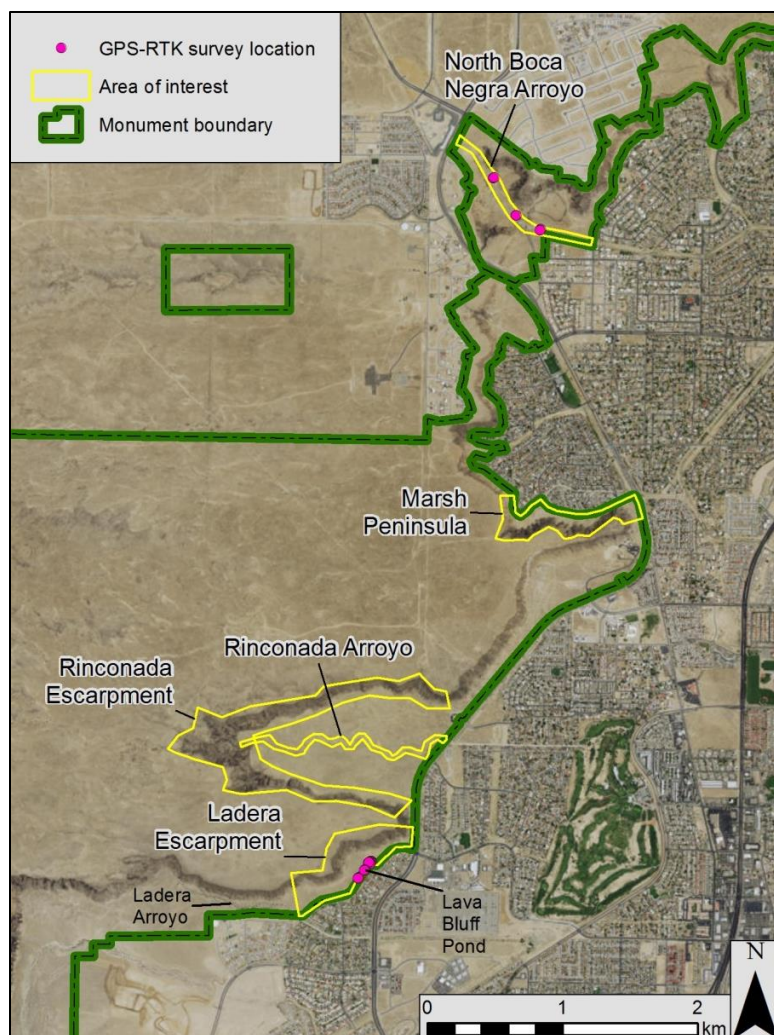 GPS-RTK survey location
Area of interest
Monument boundary
North Boca
Negra Arroyo
Marsh
Peninsula
Rinconada Arroyo
Rinconada
Escarpment
Ladera
Escarpment
Ladera
Arroyo
Lava
Bluff
Pond
N
0 1 2
km